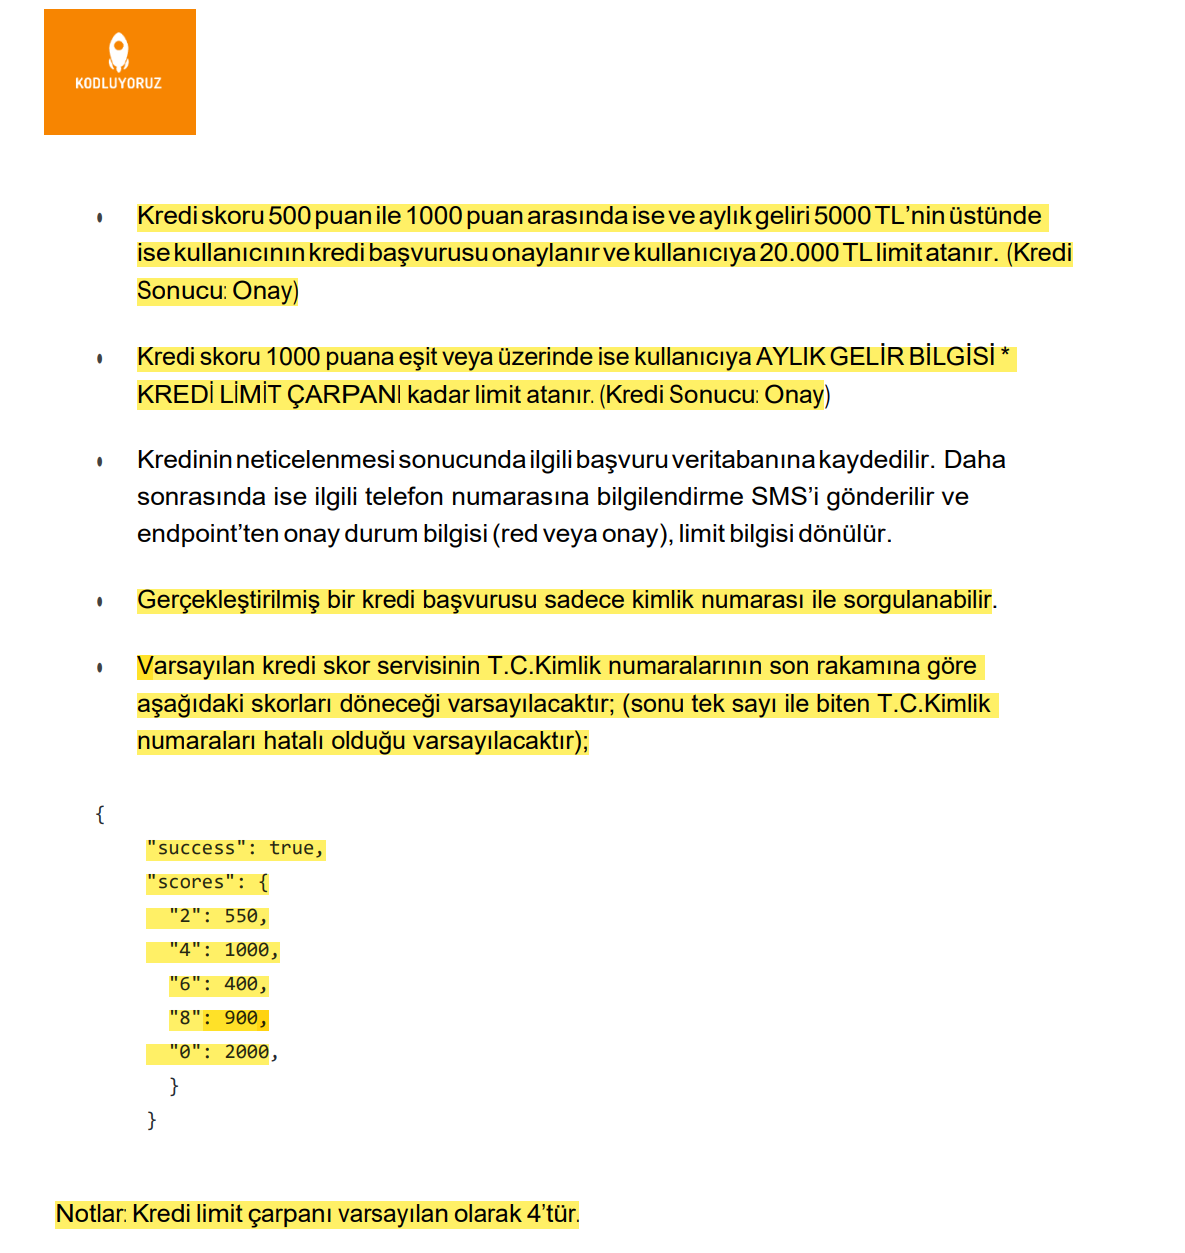 KODLUYORUZ
Kredi skoru 500 puan ile 1000 puan arasında ise ve aylık geliri 5000 TL’nin üstünde
ise kullanıcının kredi başvurusu onaylanır ve kullanıcıya 20.000 TL limit atanır. (Kredi
Sonucu: Onay)
Kredi skoru 1000 puana eşit veya üzerinde ise kullanıcıya AYLIK GELİR BİLGİSİ *
KREDİ LİMİT ÇARPANI kadar limit atanır. (Kredi Sonucu: Onay)
Kredinin neticelenmesi sonucunda ilgili başvuru veritabanına kaydedilir. Daha
sonrasında ise ilgili telefon numarasına bilgilendirme SMS’i gönderilir ve
endpoint’ten onay durum bilgisi (red veya onay), limit bilgisi dönülür.
Gerçekleştirilmiş bir kredi başvurusu sadece kimlik numarası ile sorgulanabilir.
Varsayılan kredi skor servisinin T.C.Kimlik numaralarının son rakamına göre
aşağıdaki skorları döneceği varsayılacaktır; (sonu tek sayı ile biten T.C.Kimlik
numaraları hatalı olduğu varsayılacaktır);
{
"success": true,
"scores": {
"2": 550,
"4": 1000,
"6": 400,
"8": 900,
"0": 2000,
}
}
Notlar: Kredi limit çarpanı varsayılan olarak 4’tür.